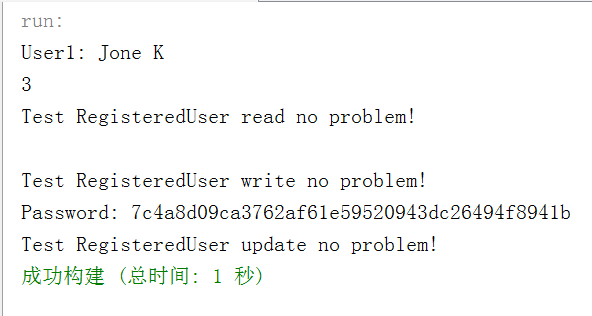 run:
User1: Jone K
3
Test RegisteredUser read no problem!
Test RegisteredUser write no problem!
Password: 7c4a8d09ca3762af61e59520943dc26494f8941b
Test RegisteredUser update no problem!
成功构建 (总时间: 1 秒)